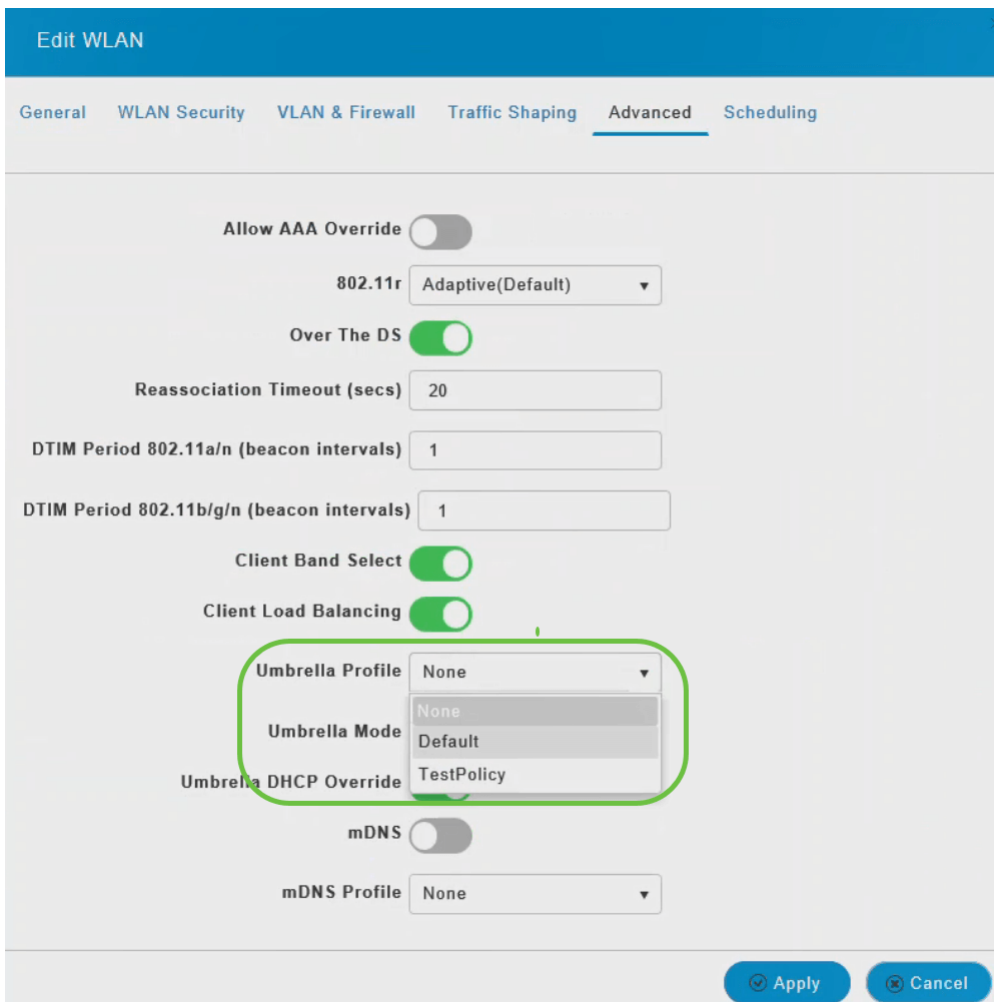 Edit WLAN
General WLAN Security VLAN & Firewall Traffic Shaping Advanced Scheduling
Allow AAA Override
802.11r Adaptive(Default)
Over The DS
Reassociation Timeout (secs) 20
DTIM Period 802.11a/n (beacon intervals) 1
DTIM Period 802.11b/g/n (beacon intervals) 1
Client Band Select
Client Load Balancing
Umbrella Profile None
None
Umbrella Mode Default
Umbrella DHCP Override TestPolicy
mDNS
mDNS Profile None
Apply Cancel